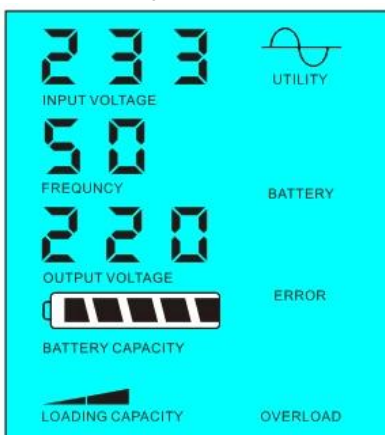 233
UTILITY
INPUT VOLTAGE
50
FREQUNCY
BATTERY
220
OUTPUT VOLTAGE
ERROR
BATTERY CAPACITY
LOADING CAPACITY
OVERLOAD